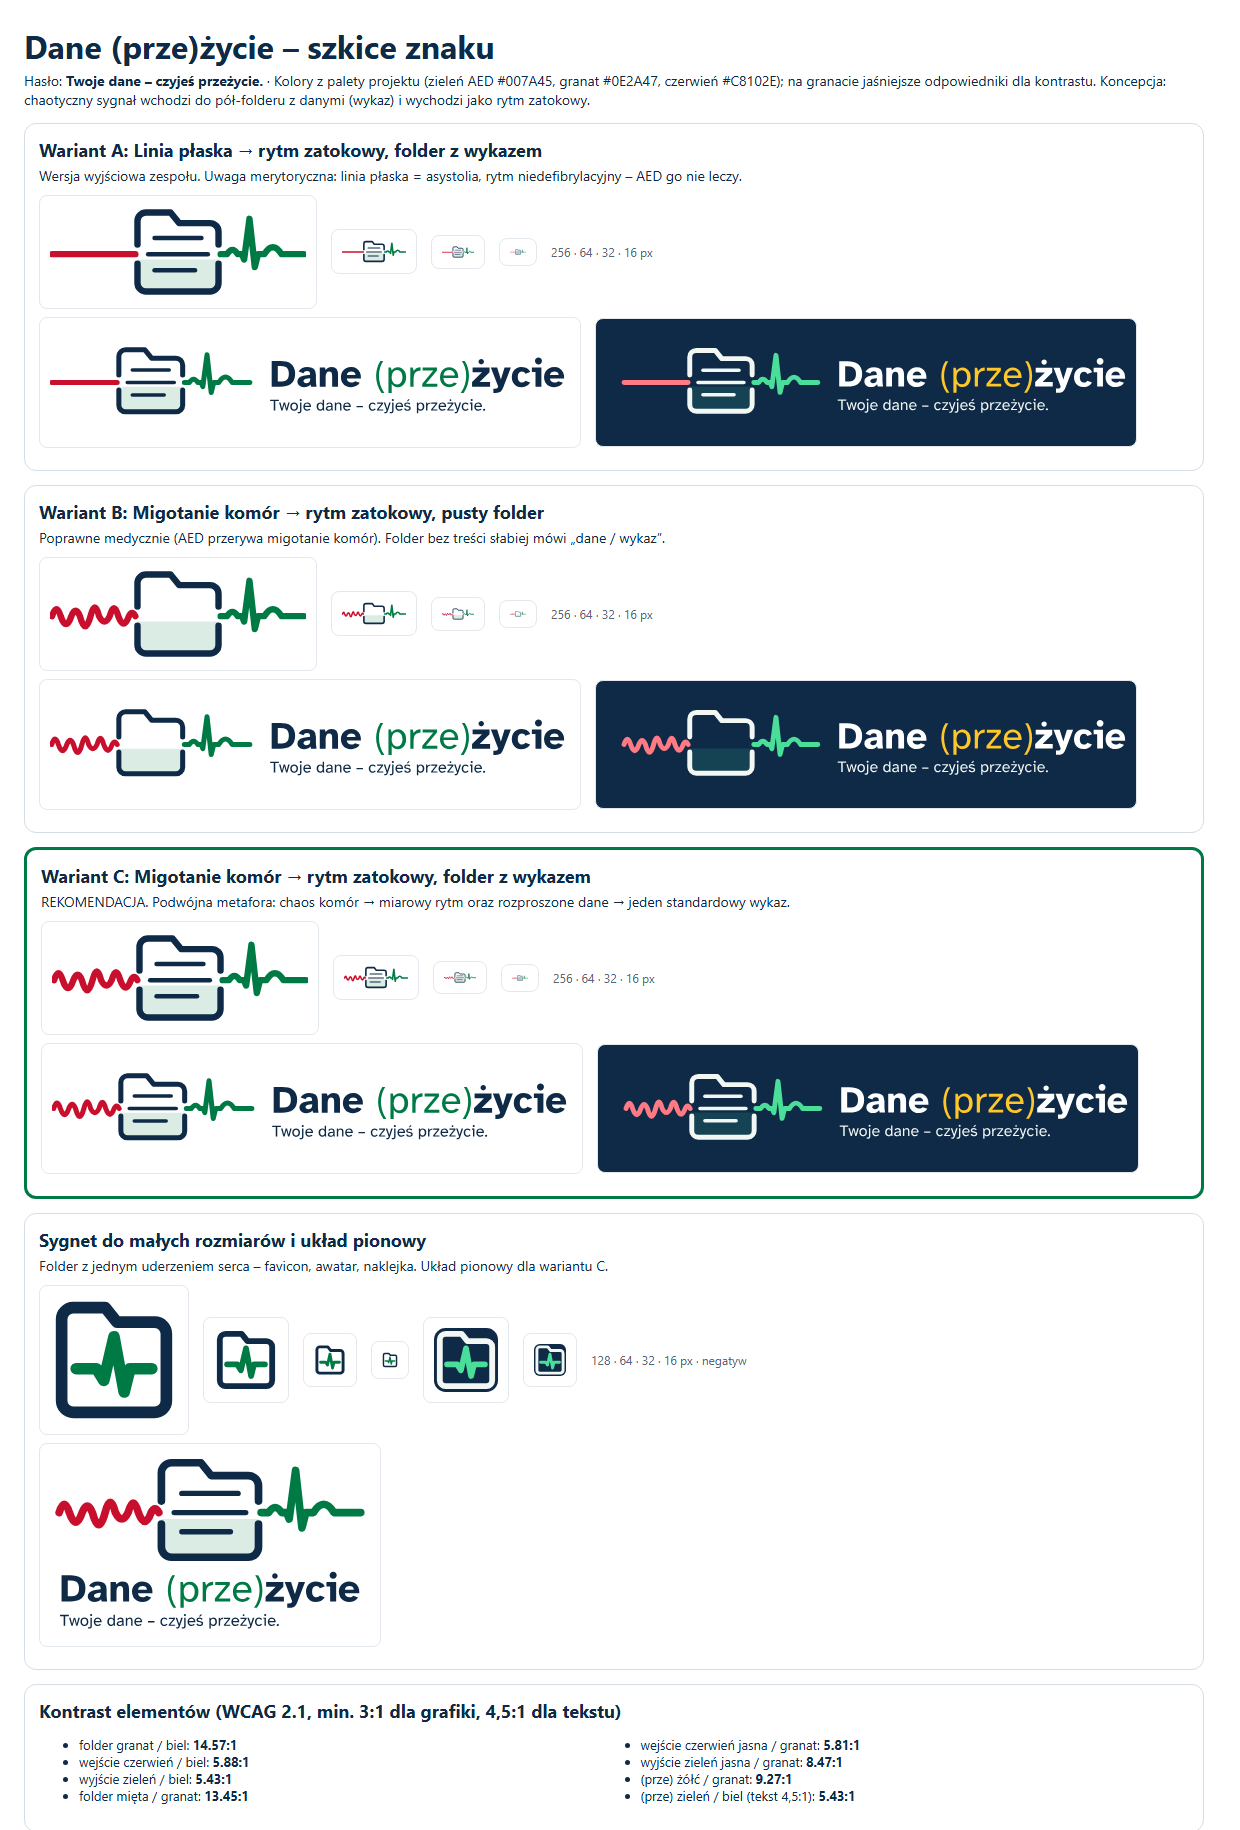 Dane (prze)życie – szkice znaku
Hasło: Twoje dane – czyjeś przeżycie. · Kolory z palety projektu (zieleń AED #007A45, granat #0E2A47, czerwień #C8102E); na granacie jaśniejsze odpowiedniki dla kontrastu. Koncepcja:
chaotyczny sygnał wchodzi do pół-folderu z danymi (wykaz) i wychodzi jako rytm zatokowy.
Wariant A: Linia płaska → rytm zatokowy, folder z wykazem
Wersja wyjściowa zespołu. Uwaga merytoryczna: linia płaska = asystolia, rytm niedefibrylacyjny – AED go nie leczy.
256 · 64 · 32 · 16 px
Dane (prze)życie
Twoje dane – czyjeś przeżycie.
Dane (prze)życie
Twoje dane – czyjeś przeżycie.
Wariant B: Migotanie komór → rytm zatokowy, pusty folder
Poprawne medycznie (AED przerywa migotanie komór). Folder bez treści słabiej mówi „dane / wykaz”.
256 · 64 · 32 · 16 px
Dane (prze)życie
Twoje dane – czyjeś przeżycie.
Dane (prze)życie
Twoje dane – czyjeś przeżycie.
Wariant C: Migotanie komór → rytm zatokowy, folder z wykazem
REKOMENDACJA. Podwójna metafora: chaos komór → miarowy rytm oraz rozproszone dane → jeden standardowy wykaz.
256 · 64 · 32 · 16 px
Dane (prze)życie
Twoje dane – czyjeś przeżycie.
Dane (prze)życie
Twoje dane – czyjeś przeżycie.
Sygnet do małych rozmiarów i układ pionowy
Folder z jednym uderzeniem serca – favicon, awatar, naklejka. Układ pionowy dla wariantu C.
128 · 64 · 32 · 16 px · negatyw
Dane (prze)życie
Twoje dane – czyjeś przeżycie.
Kontrast elementów (WCAG 2.1, min. 3:1 dla grafiki, 4,5:1 dla tekstu)
• folder granat / biel: 14.57:1
• wejście czerwień / biel: 5.88:1
• wyjście zieleń / biel: 5.43:1
• folder mięta / granat: 13.45:1
• wejście czerwień jasna / granat: 5.81:1
• wyjście zieleń jasna / granat: 8.47:1
• (prze) żółć / granat: 9.27:1
• (prze) zieleń / biel (tekst 4,5:1): 5.43:1